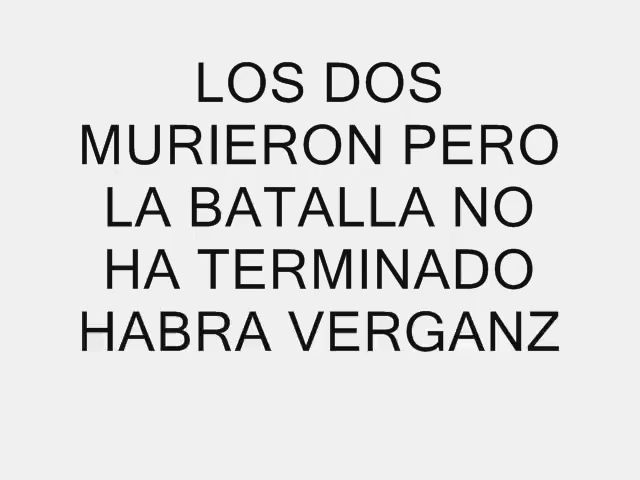 LOS DOS
MURIERON PERO
LA BATALLA NO
HA TERMINADO
HABRA VERGANZ